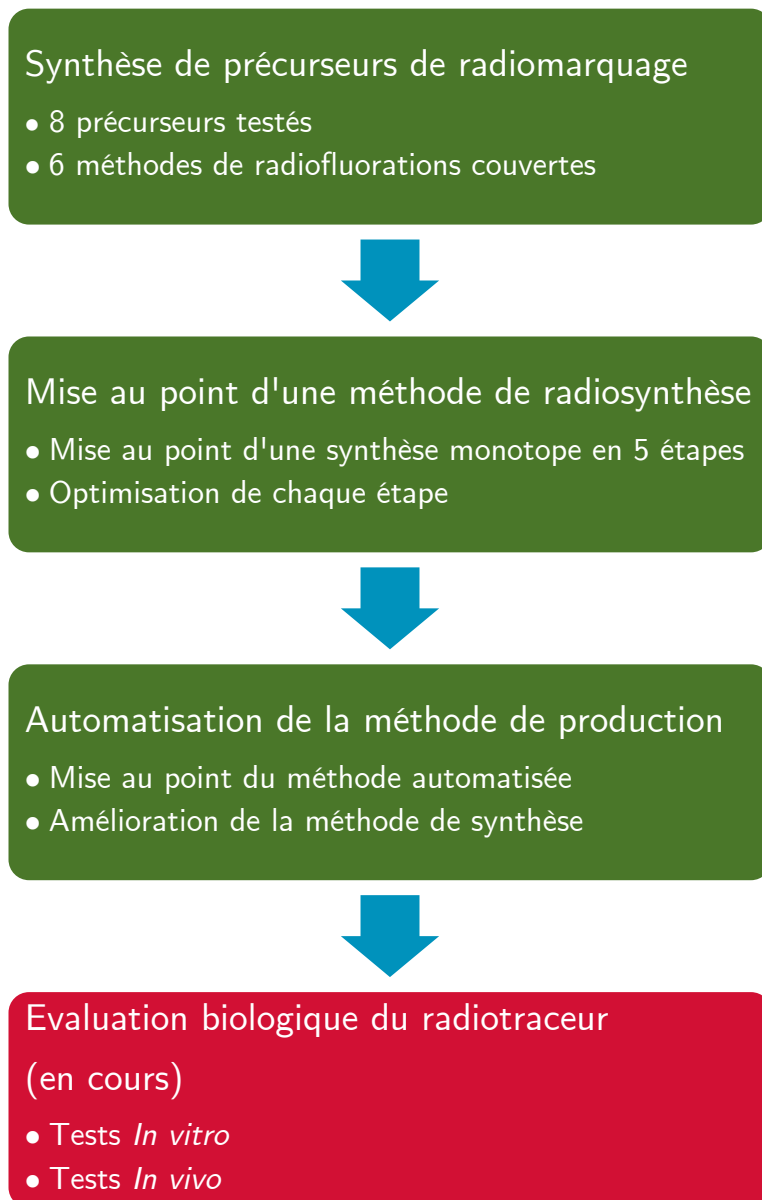 Synthèse de précurseurs de radiomarquage
• 8 précurseurs testés
• 6 méthodes de radiofluorations couvertes
Mise au point d'une méthode de radiosynthèse
• Mise au point d'une synthèse monotope en 5 étapes
• Optimisation de chaque étape
Automatisation de la méthode de production
• Mise au point du méthode automatisée
• Amélioration de la méthode de synthèse
Evaluation biologique du radiotraceur
(en cours)
• Tests In vitro
• Tests In vivo